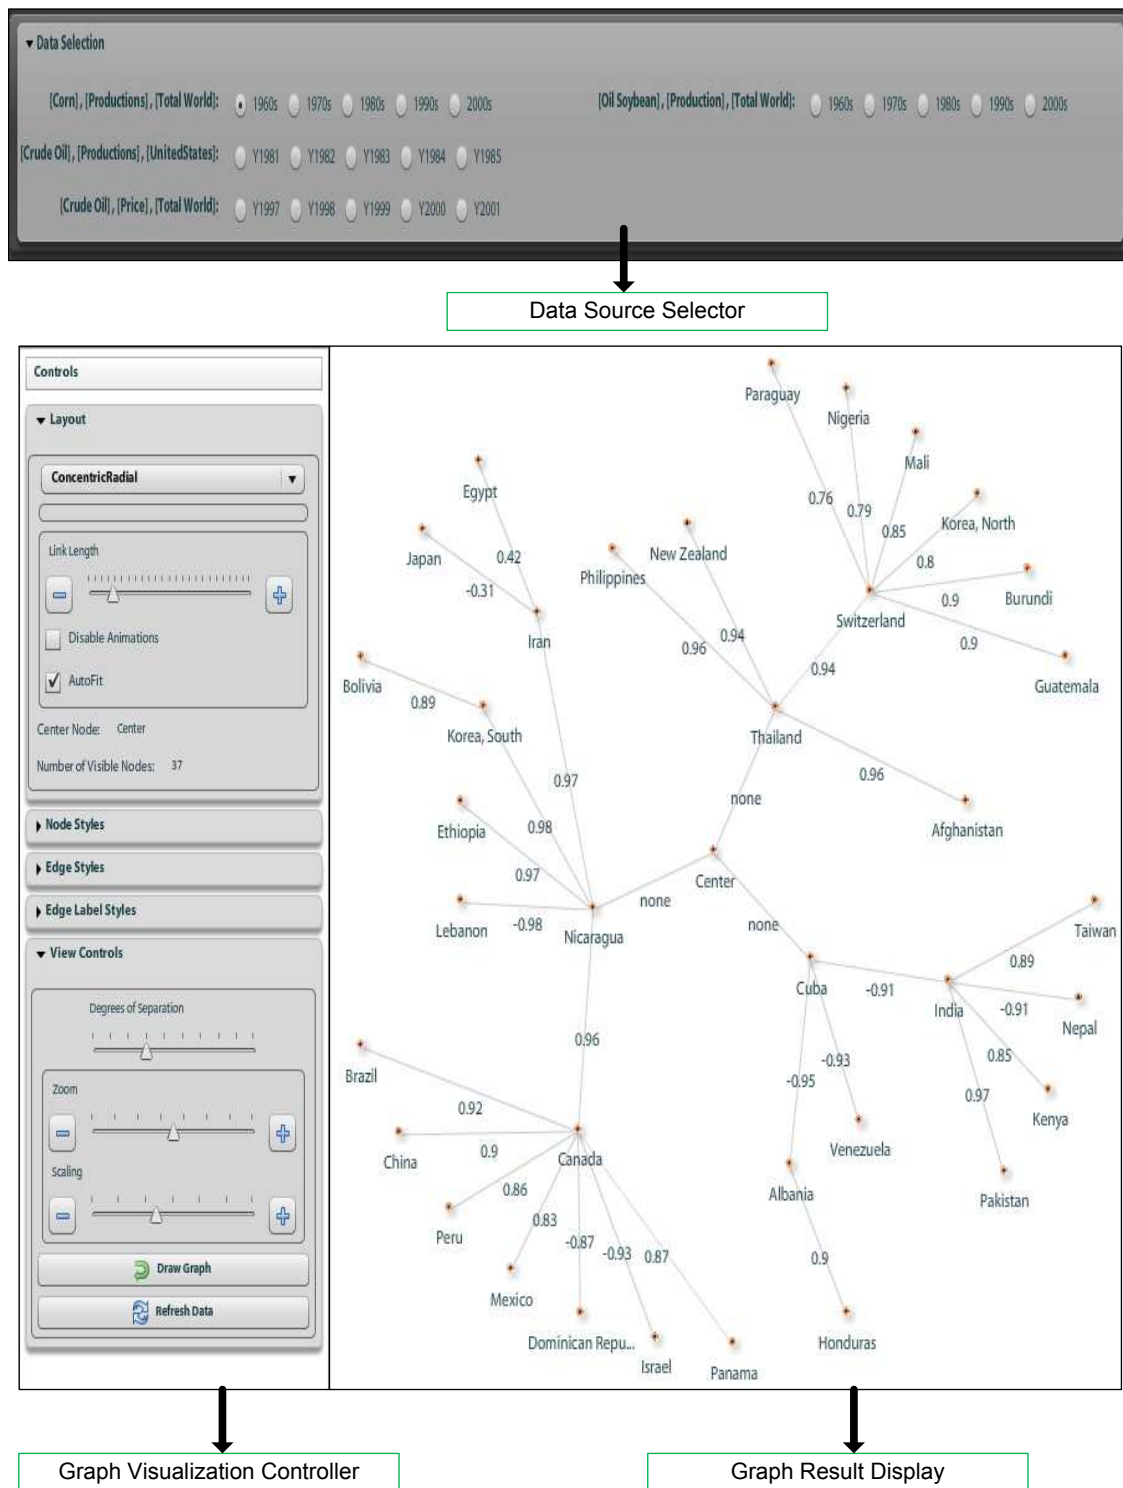 Data Selection
[Corn] , [Productions] , [Total World]: 1960s 1970s 1980s 1990s 2000s [Oil Soybean] , [Production] , [Total World]: 1960s 1970s 1980s 1990s 2000s
[Crude Oil] , [Productions] , [UnitedStates]: Y1981 Y1982 Y1983 Y1984 Y1985
[Crude Oil] , [Price] , [Total World]: Y1997 Y1998 Y1999 Y2000 Y2001
Data Source Selector
Controls
Layout
ConcentricRadial
Link Length
Disable Animations
AutoFit
Center Node: Center
Number of Visible Nodes: 37
Node Styles
Edge Styles
Edge Label Styles
View Controls
Degrees of Separation
Zoom
Scaling
Draw Graph
Refresh Data
Paraguay
Nigeria
Mali
Egypt
0.76
0.79
Korea, North
0.85
Japan
0.42
New Zealand
Philippines
0.8
-0.31
0.9
Burundi
Switzerland
Iran
0.94
0.96
0.9
0.94
Bolivia
0.89
Guatemala
Korea, South
Thailand
0.97
0.96
none
Ethiopia
0.98
Afghanistan
0.97
Center
none
Lebanon
-0.98
Nicaragua
none
Taiwan
0.89
Cuba
-0.91
India
-0.91
Nepal
0.96
0.85
-0.93
Brazil
-0.95
0.97
0.92
Kenya
0.9
Venezuela
China
Canada
0.86
Albania
Pakistan
0.83
Peru
-0.87
-0.93
0.87
0.9
Mexico
Dominican Repu...
Honduras
Israel
Panama
Graph Visualization Controller
Graph Result Display